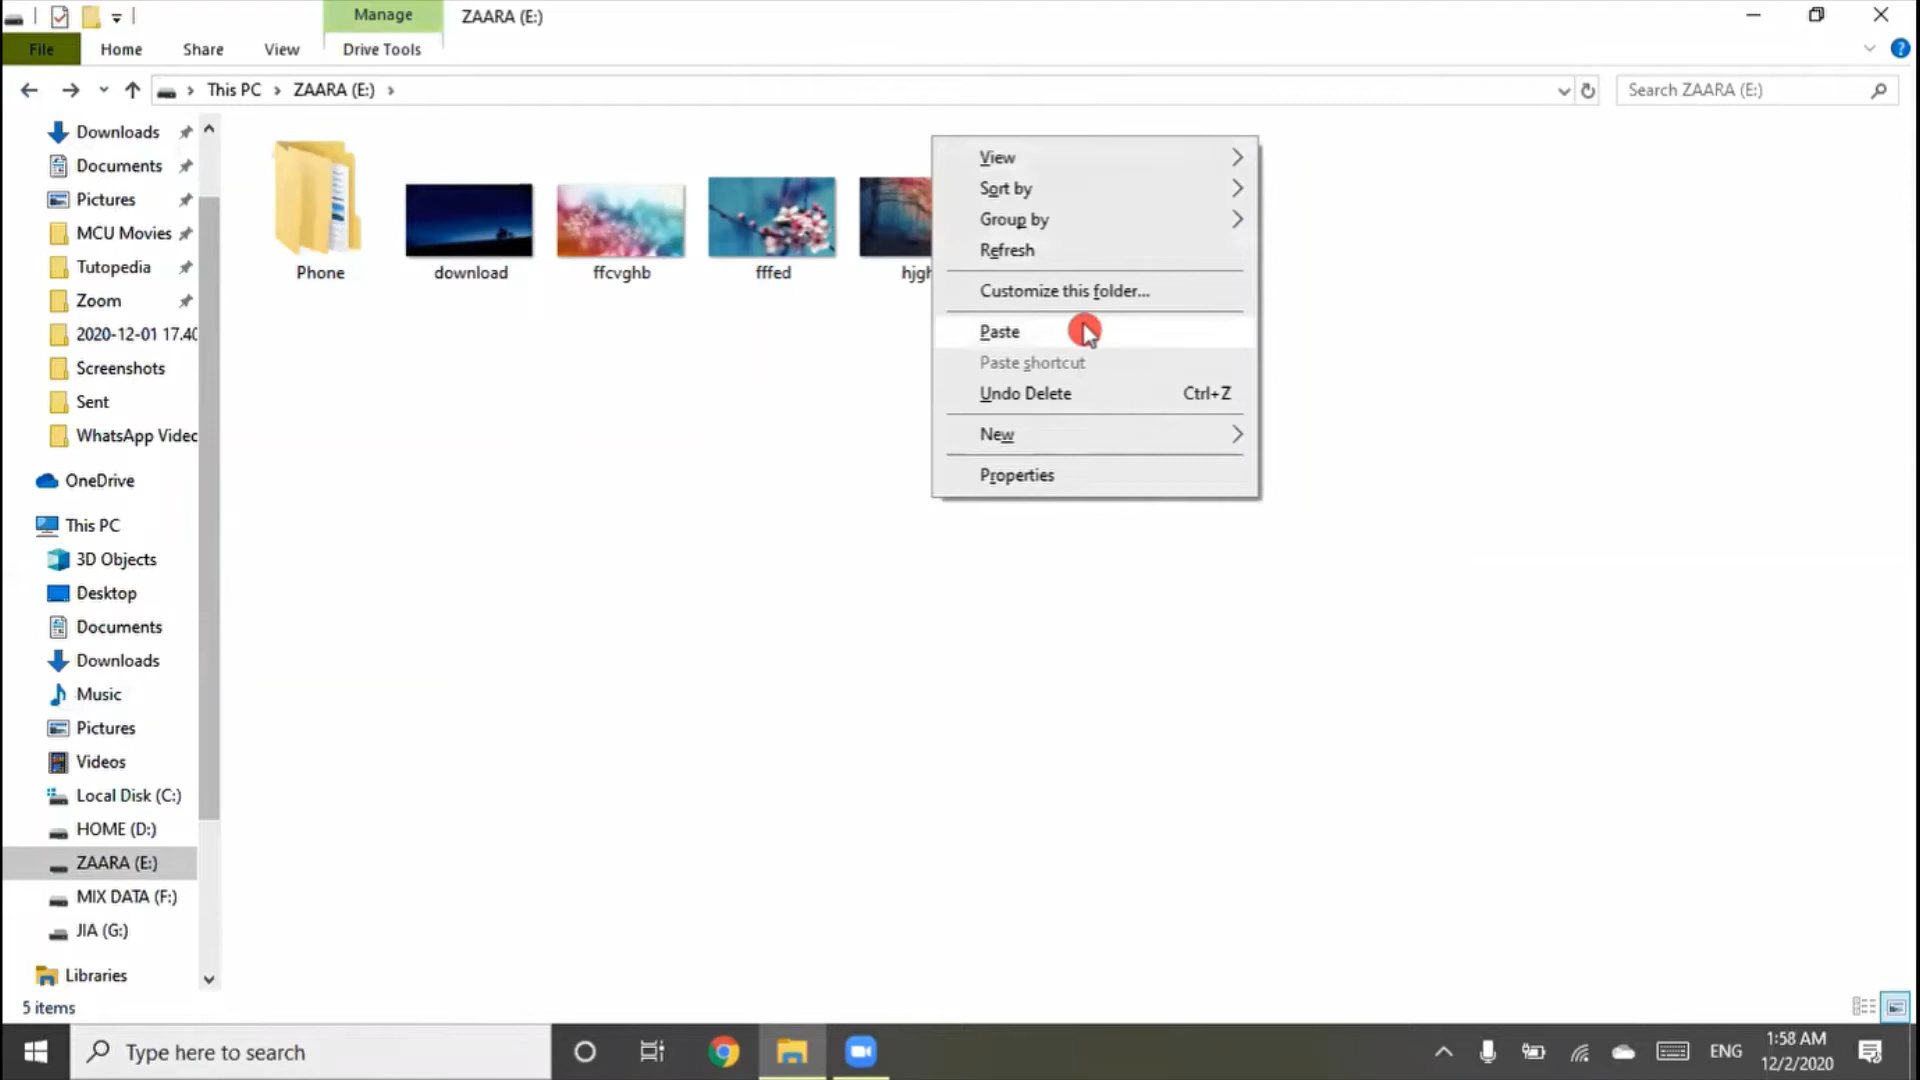 Manage
ZAARA (E:)
File
Home
Share
View
Drive Tools
This PC
ZAARA (E:)
Search ZAARA (E:)
Downloads
Documents
Pictures
MCU Movies
Tutopedia
Zoom
2020-12-01 17.40
Screenshots
Sent
WhatsApp Videc
OneDrive
This PC
3D Objects
Desktop
Documents
Downloads
Music
Pictures
Videos
Local Disk (C:)
HOME (D:)
ZAARA (E:)
MIX DATA (F:)
JIA (G:)
Libraries
Phone
download
ffcvghb
fffed
hjgh
View
Sort by
Group by
Refresh
Customize this folder...
Paste
Paste shortcut
Undo Delete Ctrl+Z
New
Properties
5 items
Type here to search
ENG
1:58 AM
12/2/2020